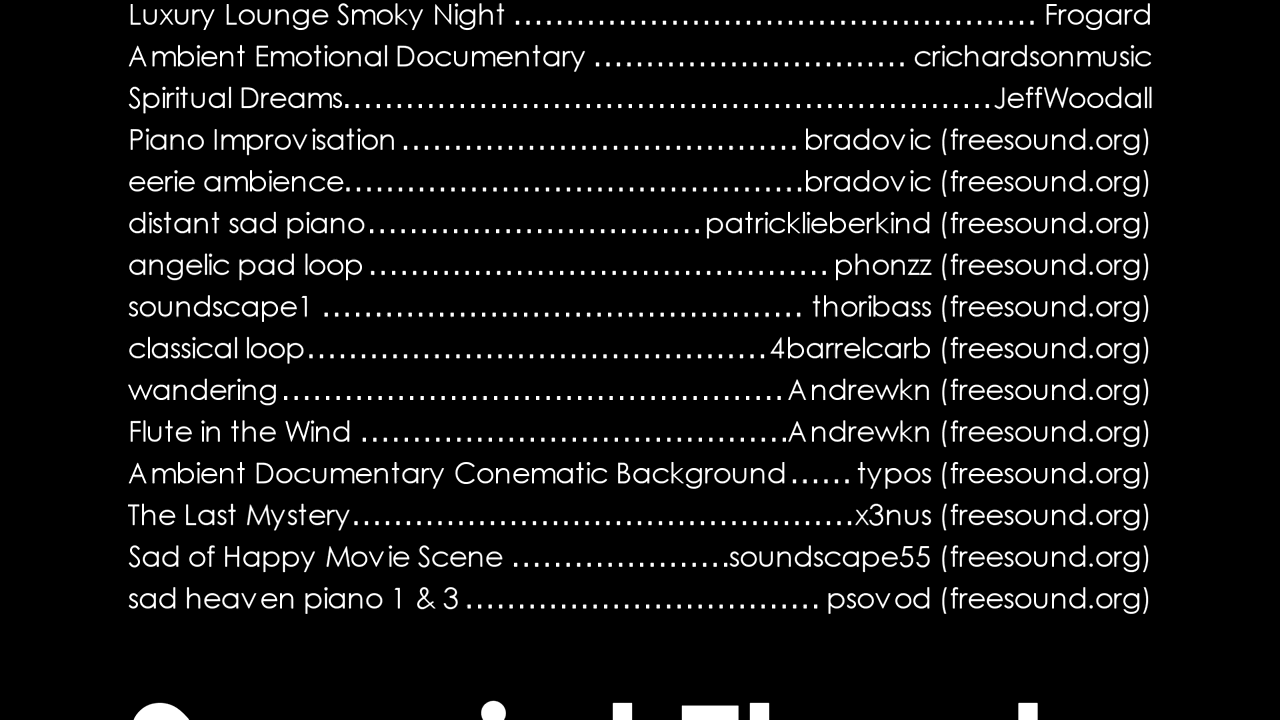 Luxury Lounge Smoky Night ........................................................... Frogard
Ambient Emotional Documentary .................................... crichardsonmusic
Spiritual Dreams..........................................................................JeffWoodall
Piano Improvisation ............................................. bradovic (freesound.org)
eerie ambience.....................................................bradovic (freesound.org)
distant sad piano......................................patricklieberkind (freesound.org)
angelic pad loop ..................................................... phonzz (freesound.org)
soundscape1 ....................................................... thoribass (freesound.org)
classical loop.....................................................4barrelcarb (freesound.org)
wandering.......................................................... Andrewkn (freesound.org)
Flute in the Wind .................................................Andrewkn (freesound.org)
Ambient Documentary Conematic Background....... typos (freesound.org)
The Last Mystery..........................................................x3nus (freesound.org)
Sad of Happy Movie Scene .........................soundscape55 (freesound.org)
sad heaven piano 1 & 3......................................... psovod (freesound.org)